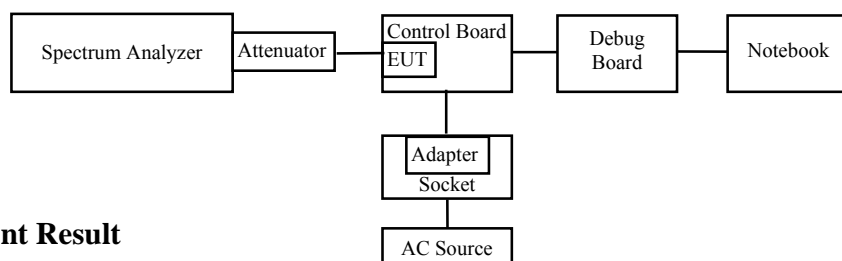 Spectrum Analyzer
Attenuator
Control Board
EUT
Debug
Board
Notebook
Adapter
Socket
AC Source
nt Result